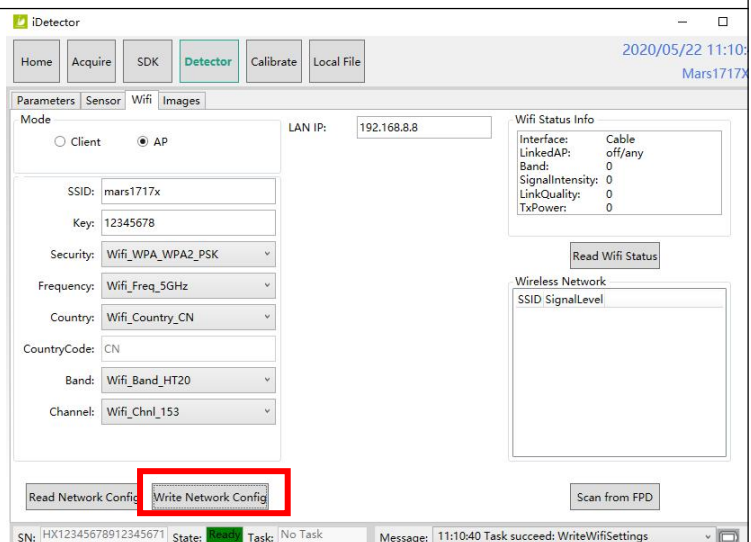 iDetector
Home Acquire SDK Detector Calibrate Local File
2020/05/22 11:10:
Mars1717X
Parameters Sensor Wifi Images
Mode
Client AP
SSID: mars1717x
Key: 12345678
Security: Wifi_WPA_WPA2_PSK
Frequency: Wifi_Freq_5GHz
Country: Wifi_Country_CN
CountryCode: CN
Band: Wifi_Band_HT20
Channel: Wifi_Chnl_153
Read Network Config Write Network Config
LAN IP: 192.168.8.8
Wifi Status Info
Interface: Cable
LinkedAP: off/any
Band: 0
SignalIntensity: 0
LinkQuality: 0
TxPower: 0
Read Wifi Status
Wireless Network
SSID SignalLevel
Scan from FPD
SN: HX12345678912345671 State: Ready Task: No Task Message: 11:10:40 Task succeed: WriteWifiSettings